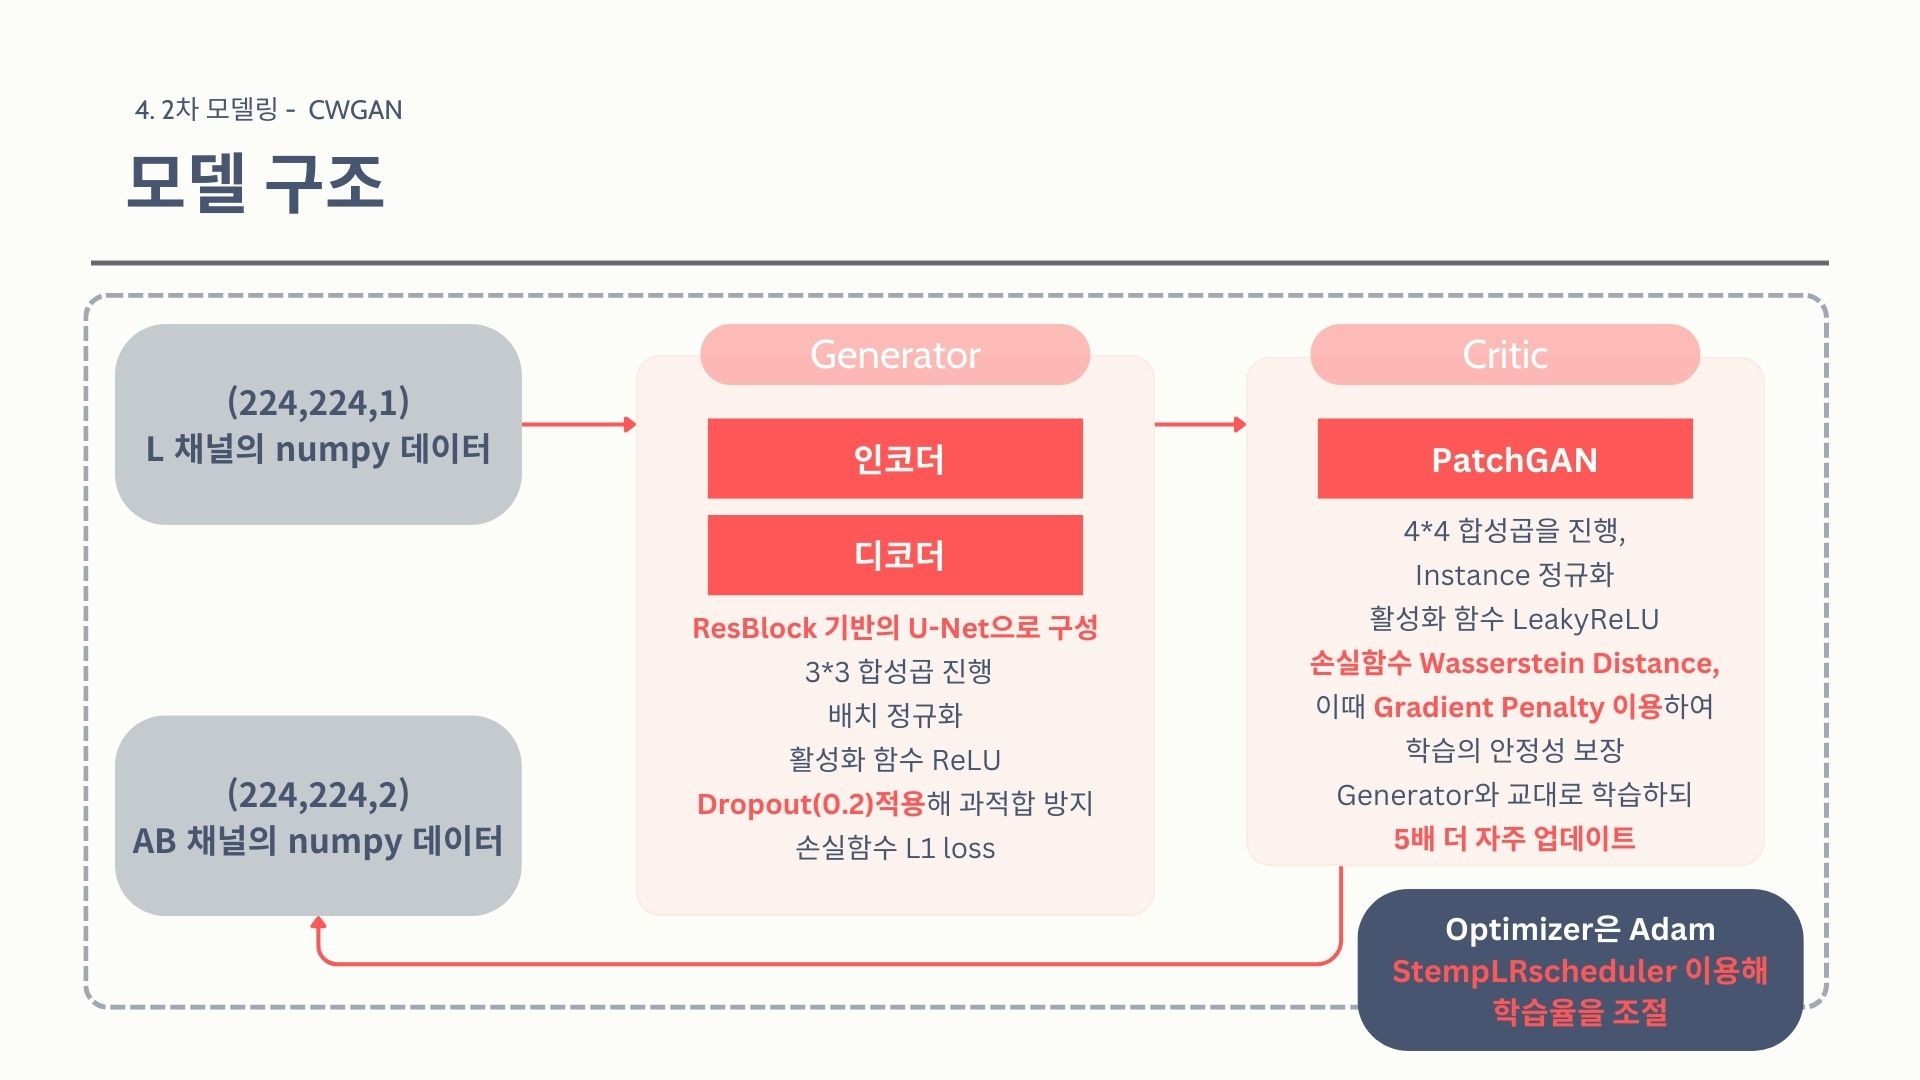 4. 2차 모델링 - CWGAN
모델 구조
(224,224,1)
L 채널의 numpy 데이터
(224,224,2)
AB 채널의 numpy 데이터
Generator
인코더
디코더
ResBlock 기반의 U-Net으로 구성
3*3 합성곱 진행
배치 정규화
활성화 함수 ReLU
Dropout(0.2)적용해 과적합 방지
손실함수 L1 loss
Critic
PatchGAN
4*4 합성곱을 진행,
Instance 정규화
활성화 함수 LeakyReLU
손실함수 Wasserstein Distance,
이때 Gradient Penalty 이용하여
학습의 안정성 보장
Generator와 교대로 학습하되
5배 더 자주 업데이트
Optimizer은 Adam
StempLRscheduler 이용해
학습율을 조절